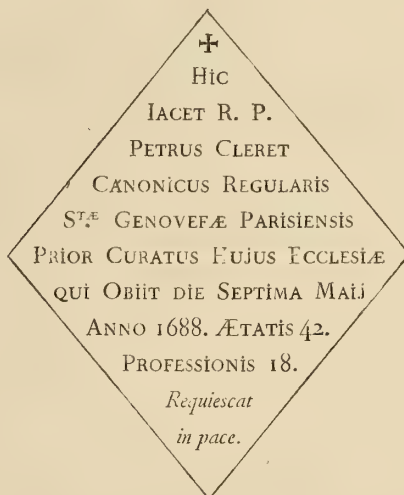 ✠
Hic
Iacet R. P.
Petrus Cleret
Canonicus Regularis
S.TÆ Genovefæ Parisiensis
Prior Curatus Hujus Ecclesiæ
qui Obiit die Septima Maij
Anno 1688. Ætatis 42.
Professionis 18.
Requiescat
in pace.